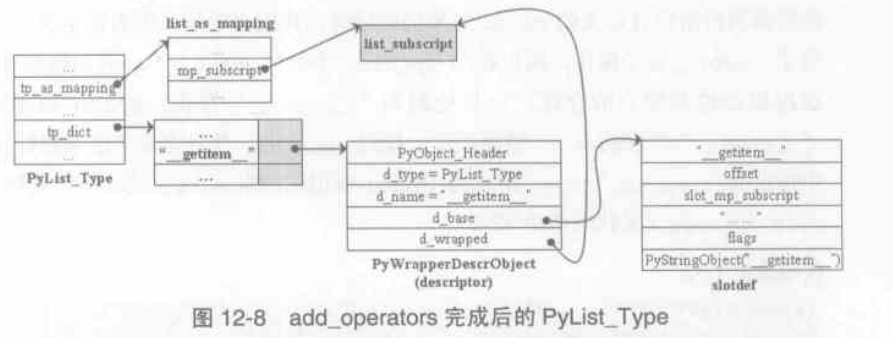 list_as_mapping
...
mp_subscript
list_subscript
...
tp_as_mapping
...
tp_dict
...
PyList_Type
...
"__getitem__"
...
PyObject_Header
d_type = PyList_Type
d_name = "__getitem__"
d_base
d_wrapped
PyWrapperDescrObject
(descriptor)
"__getitem__"
offset
slot_mp_subscript
"......"
flags
PyStringObject("__getitem__")
slotdef
图 12-8 add_operators 完成后的 PyList_Type